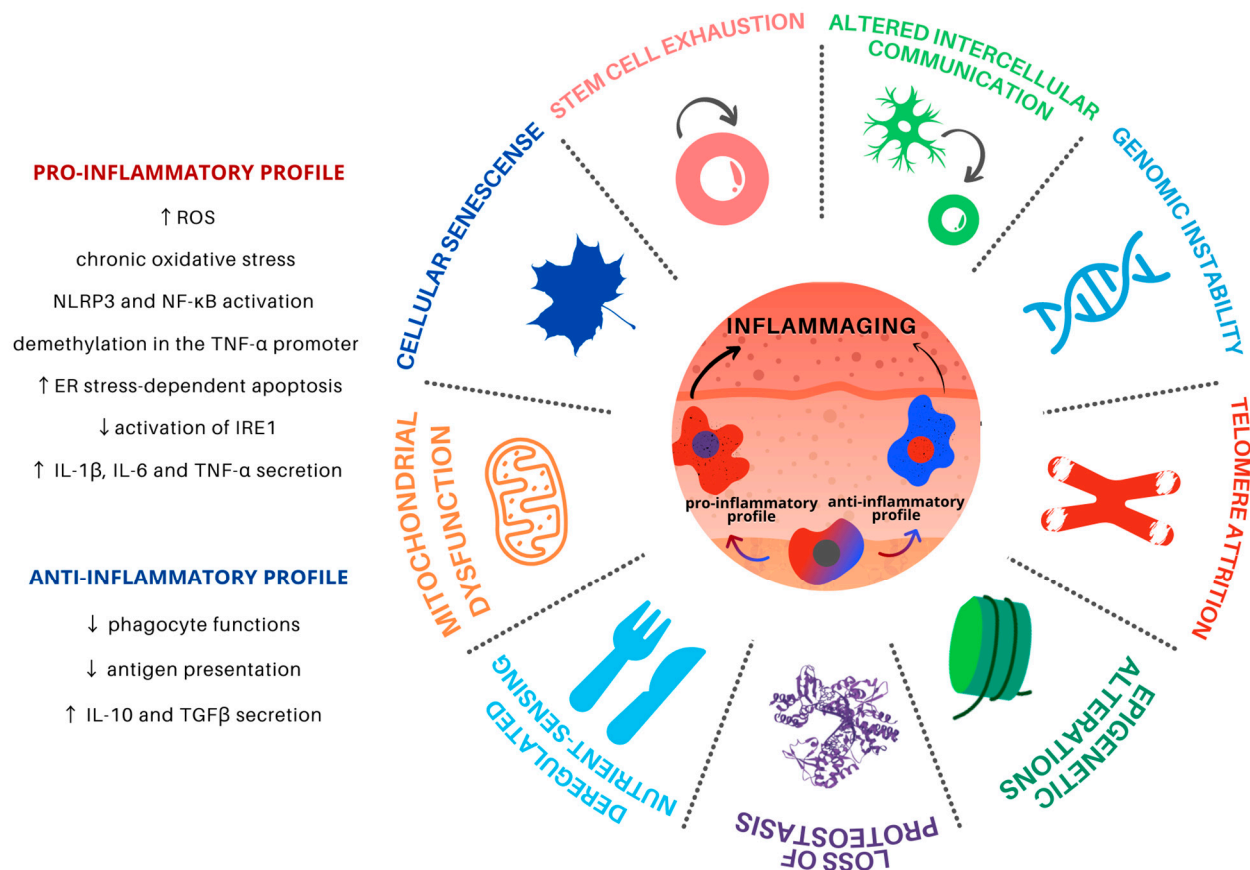 PRO-INFLAMMATORY PROFILE
↑ ROS
chronic oxidative stress
NLRP3 and NF-κB activation
demethylation in the TNF-α promoter
↑ ER stress-dependent apoptosis
↓ activation of IRE1
↑ IL-1β, IL-6 and TNF-α secretion
ANTI-INFLAMMATORY PROFILE
↓ phagocyte functions
↓ antigen presentation
↑ IL-10 and TGFβ secretion
STEM CELL EXHAUSTION
ALTERED INTERCELLULAR
COMMUNICATION
GENOMIC INSTABILITY
TELOMERE ATTRITION
EPIGENETIC
ALTERATIONS
LOSS OF
PROTEOSTASIS
DEREGULATED
NUTRIENT-SENSING
MITOCHONDRIAL
DYSFUNCTION
CELLULAR SENESCENSE
INFLAMMAGING
pro-inflammatory
profile
anti-inflammatory
profile